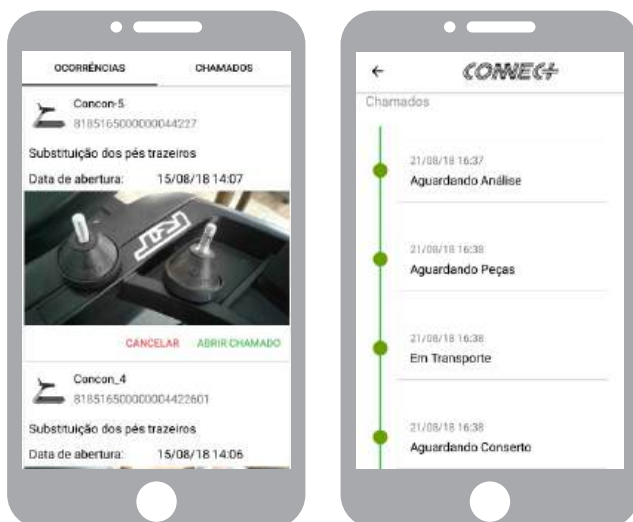 OCORRÊNCIAS CHAMADOS
Concon-5
8185165000000044227
Substituição dos pés trazeiros
Data de abertura: 15/08/18 14:07
CANCELAR ABRIR CHAMADO
Concon_4
818516500000004422601
Substituição dos pés trazeiros
Data de abertura: 15/08/18 14:06
CONNECT
Chamados
21/08/18 16:37
Aguardando Análise
21/08/18 16:38
Aguardando Peças
21/08/18 16:38
Em Transporte
21/08/18 16:38
Aguardando Conserto